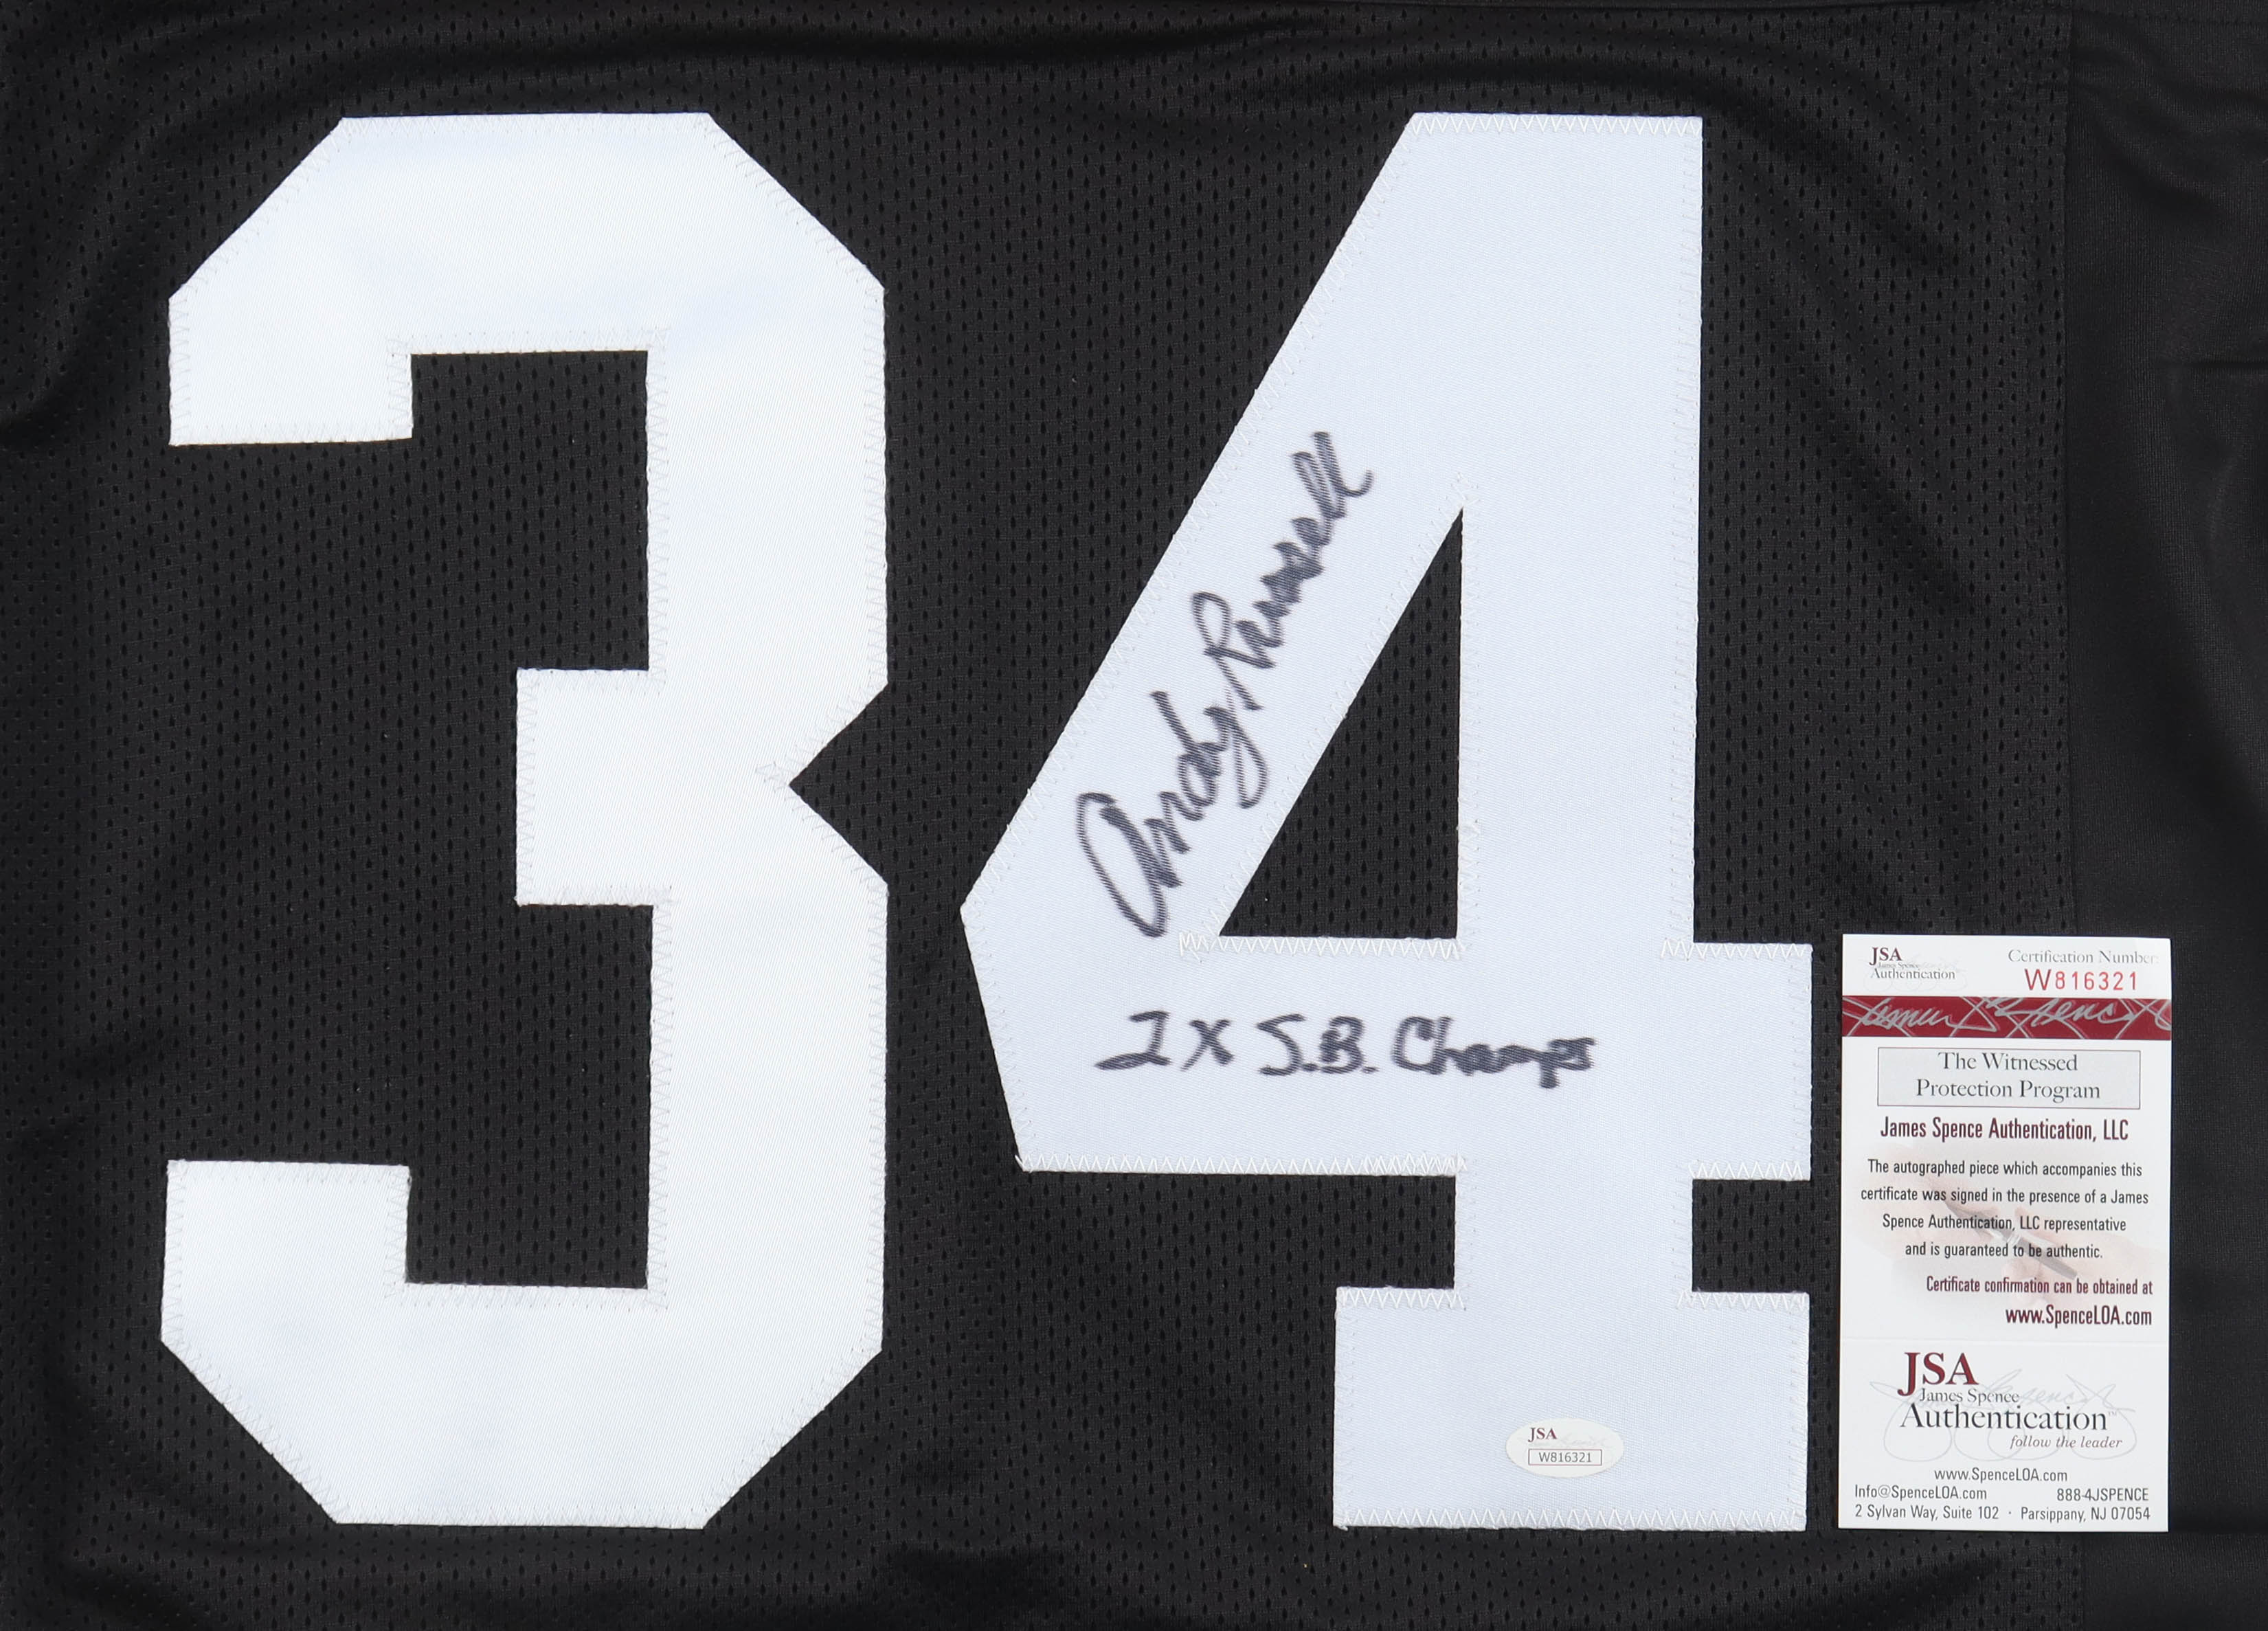 34
Andy Russell
2X S.B. Champs
JSA
W816321
JSA
Authentication
Certification Number:
W816321
The Witnessed
Protection Program
James Spence Authentication, LLC
The autographed piece which accompanies this
certificate was signed in the presence of a James
Spence Authentication, LLC representative
and is guaranteed to be authentic.
Certificate confirmation can be obtained at
www.SpenceLOA.com
JSA
James Spence
Authentication™
follow the leader
www.SpenceLOA.com
Info@SpenceLOA.com 888-4JSPENCE
2 Sylvan Way, Suite 102 · Parsippany, NJ 07054